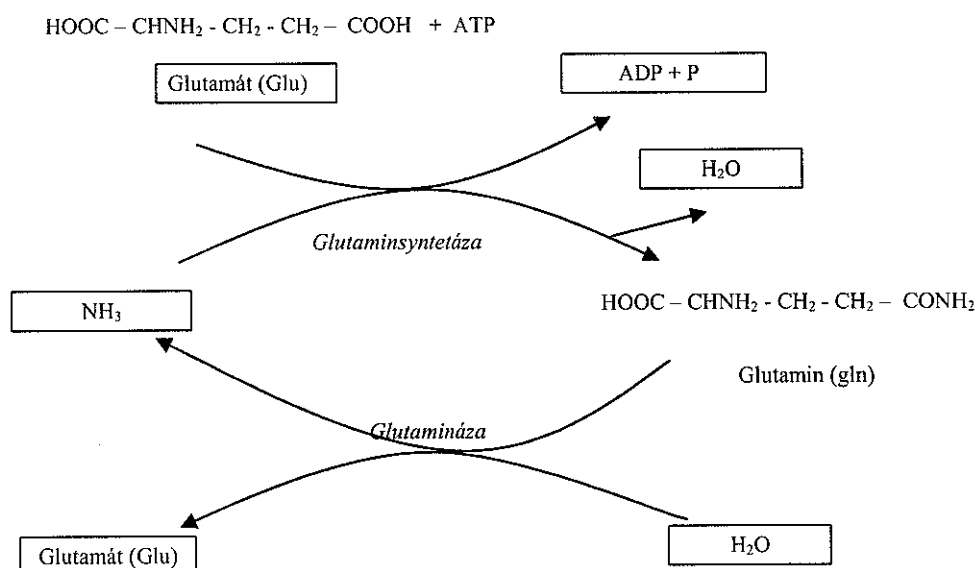 HOOC – CHNH₂ - CH₂ - CH₂ – COOH + ATP
Glutamát (Glu)
ADP + P
H₂O
Glutaminsyntetáza
NH₃
HOOC – CHNH₂ - CH₂ - CH₂ – CONH₂
Glutamin (gln)
Glutamináza
Glutamát (Glu)
H₂O